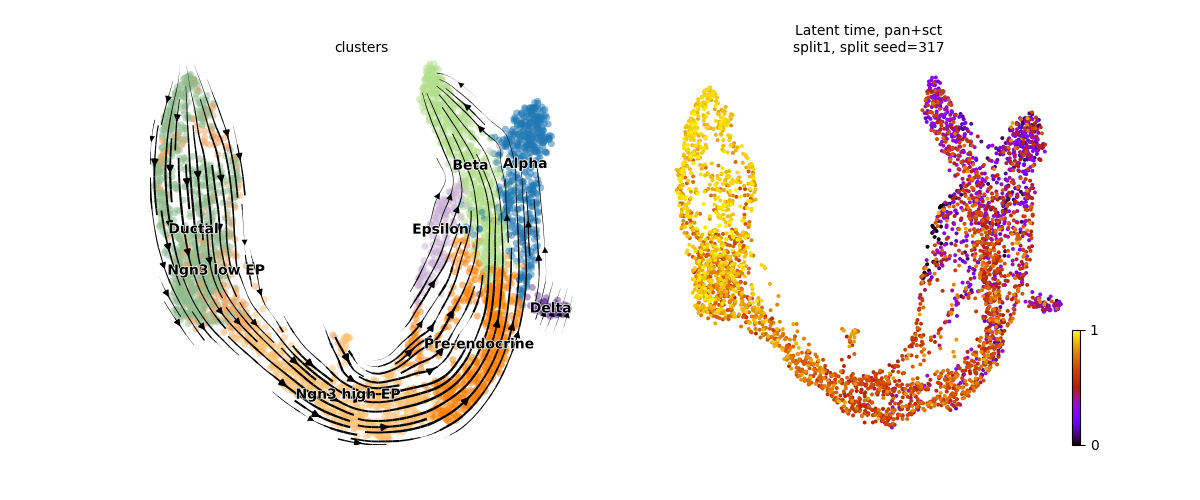 clusters
Latent time, pan+sct
split1, split seed=317
Beta
Alpha
Ductal
Epsilon
Ngn3 low EP
Delta
Pre-endocrine
Ngn3 high EP
1
0